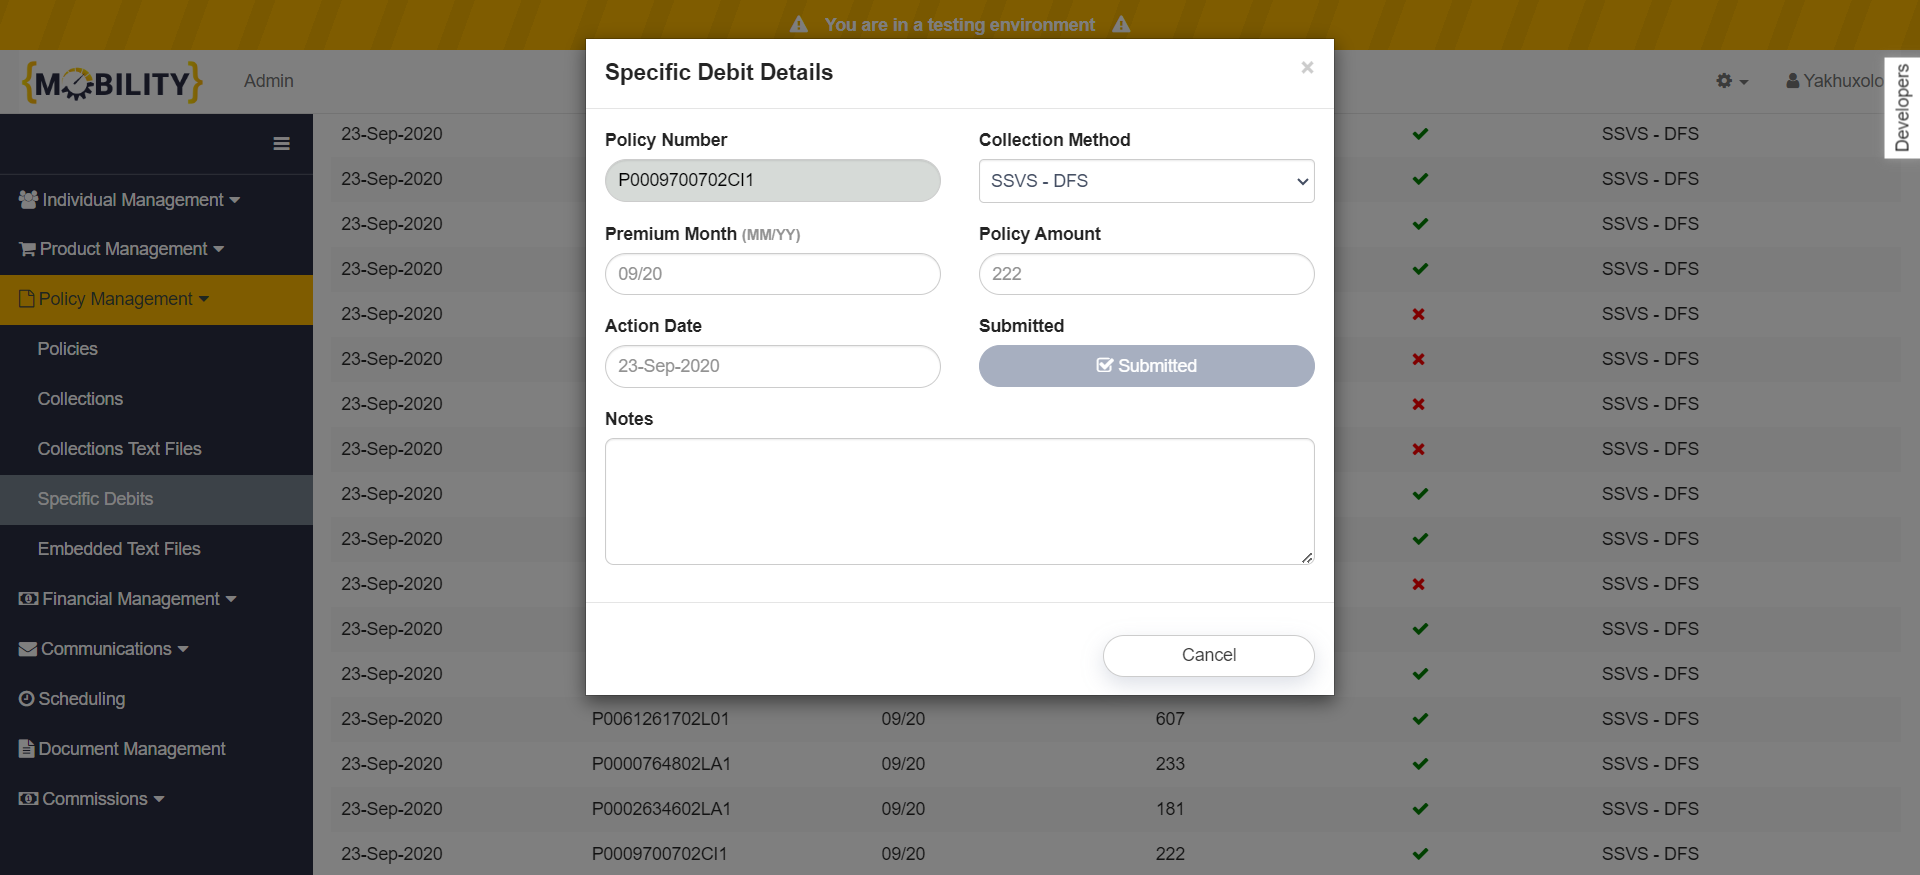 You are in a testing environment
{MOBILITY}
Admin
Yakhuxolo
Developers
Individual Management
Product Management
Policy Management
Policies
Collections
Collections Text Files
Specific Debits
Embedded Text Files
Financial Management
Communications
Scheduling
Document Management
Commissions
Specific Debit Details
×
Policy Number
Collection Method
P0009700702CI1
SSVS - DFS
Premium Month (MM/YY)
Policy Amount
09/20
222
Action Date
Submitted
23-Sep-2020
Submitted
Notes
Cancel
23-Sep-2020 SSVS - DFS
23-Sep-2020 SSVS - DFS
23-Sep-2020 SSVS - DFS
23-Sep-2020 SSVS - DFS
23-Sep-2020 SSVS - DFS
23-Sep-2020 SSVS - DFS
23-Sep-2020 SSVS - DFS
23-Sep-2020 SSVS - DFS
23-Sep-2020 SSVS - DFS
23-Sep-2020 SSVS - DFS
23-Sep-2020 SSVS - DFS
23-Sep-2020 SSVS - DFS
23-Sep-2020 SSVS - DFS
23-Sep-2020 P0061261702L01 09/20 607 SSVS - DFS
23-Sep-2020 P0000764802LA1 09/20 233 SSVS - DFS
23-Sep-2020 P0002634602LA1 09/20 181 SSVS - DFS
23-Sep-2020 P0009700702CI1 09/20 222 SSVS - DFS